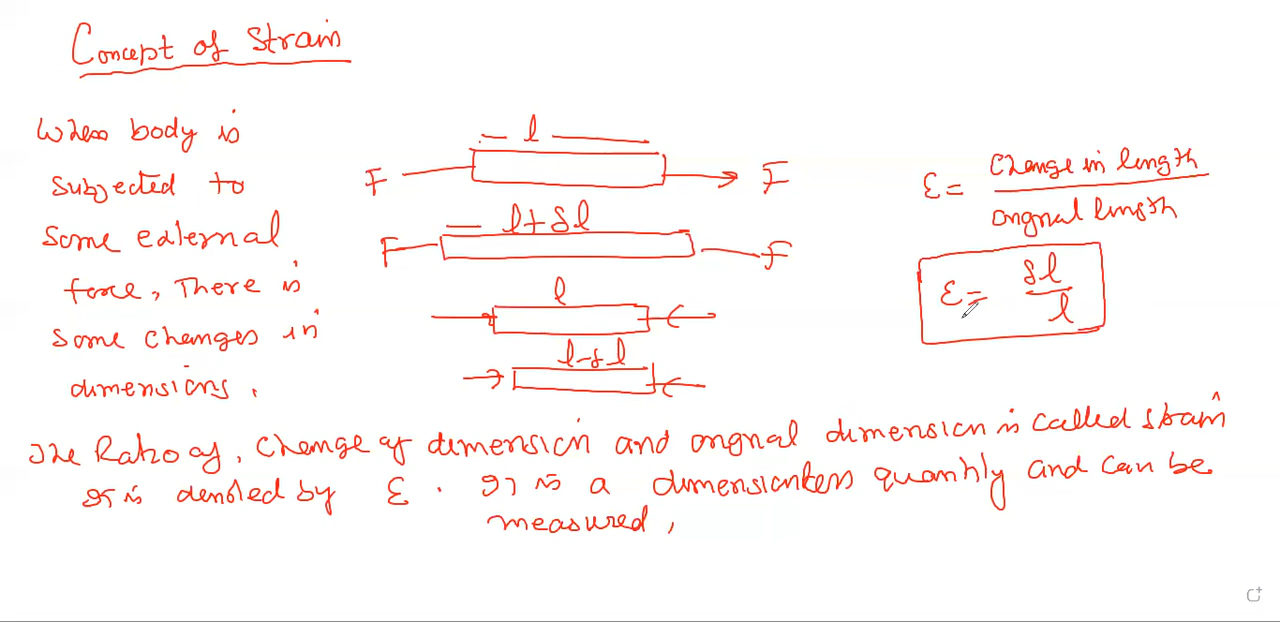 Concept of Strain
When body is
subjected to
Some external
force, There is
Some changes in
dimensions.
l
F F
l+δl
F F
l
l-δl
ε = Change in length
original length
ε = δl
l
The Ratio of, change of dimension and original dimension is called strain
It is denoted by ε. It is a dimensionless quantity and can be
measured,